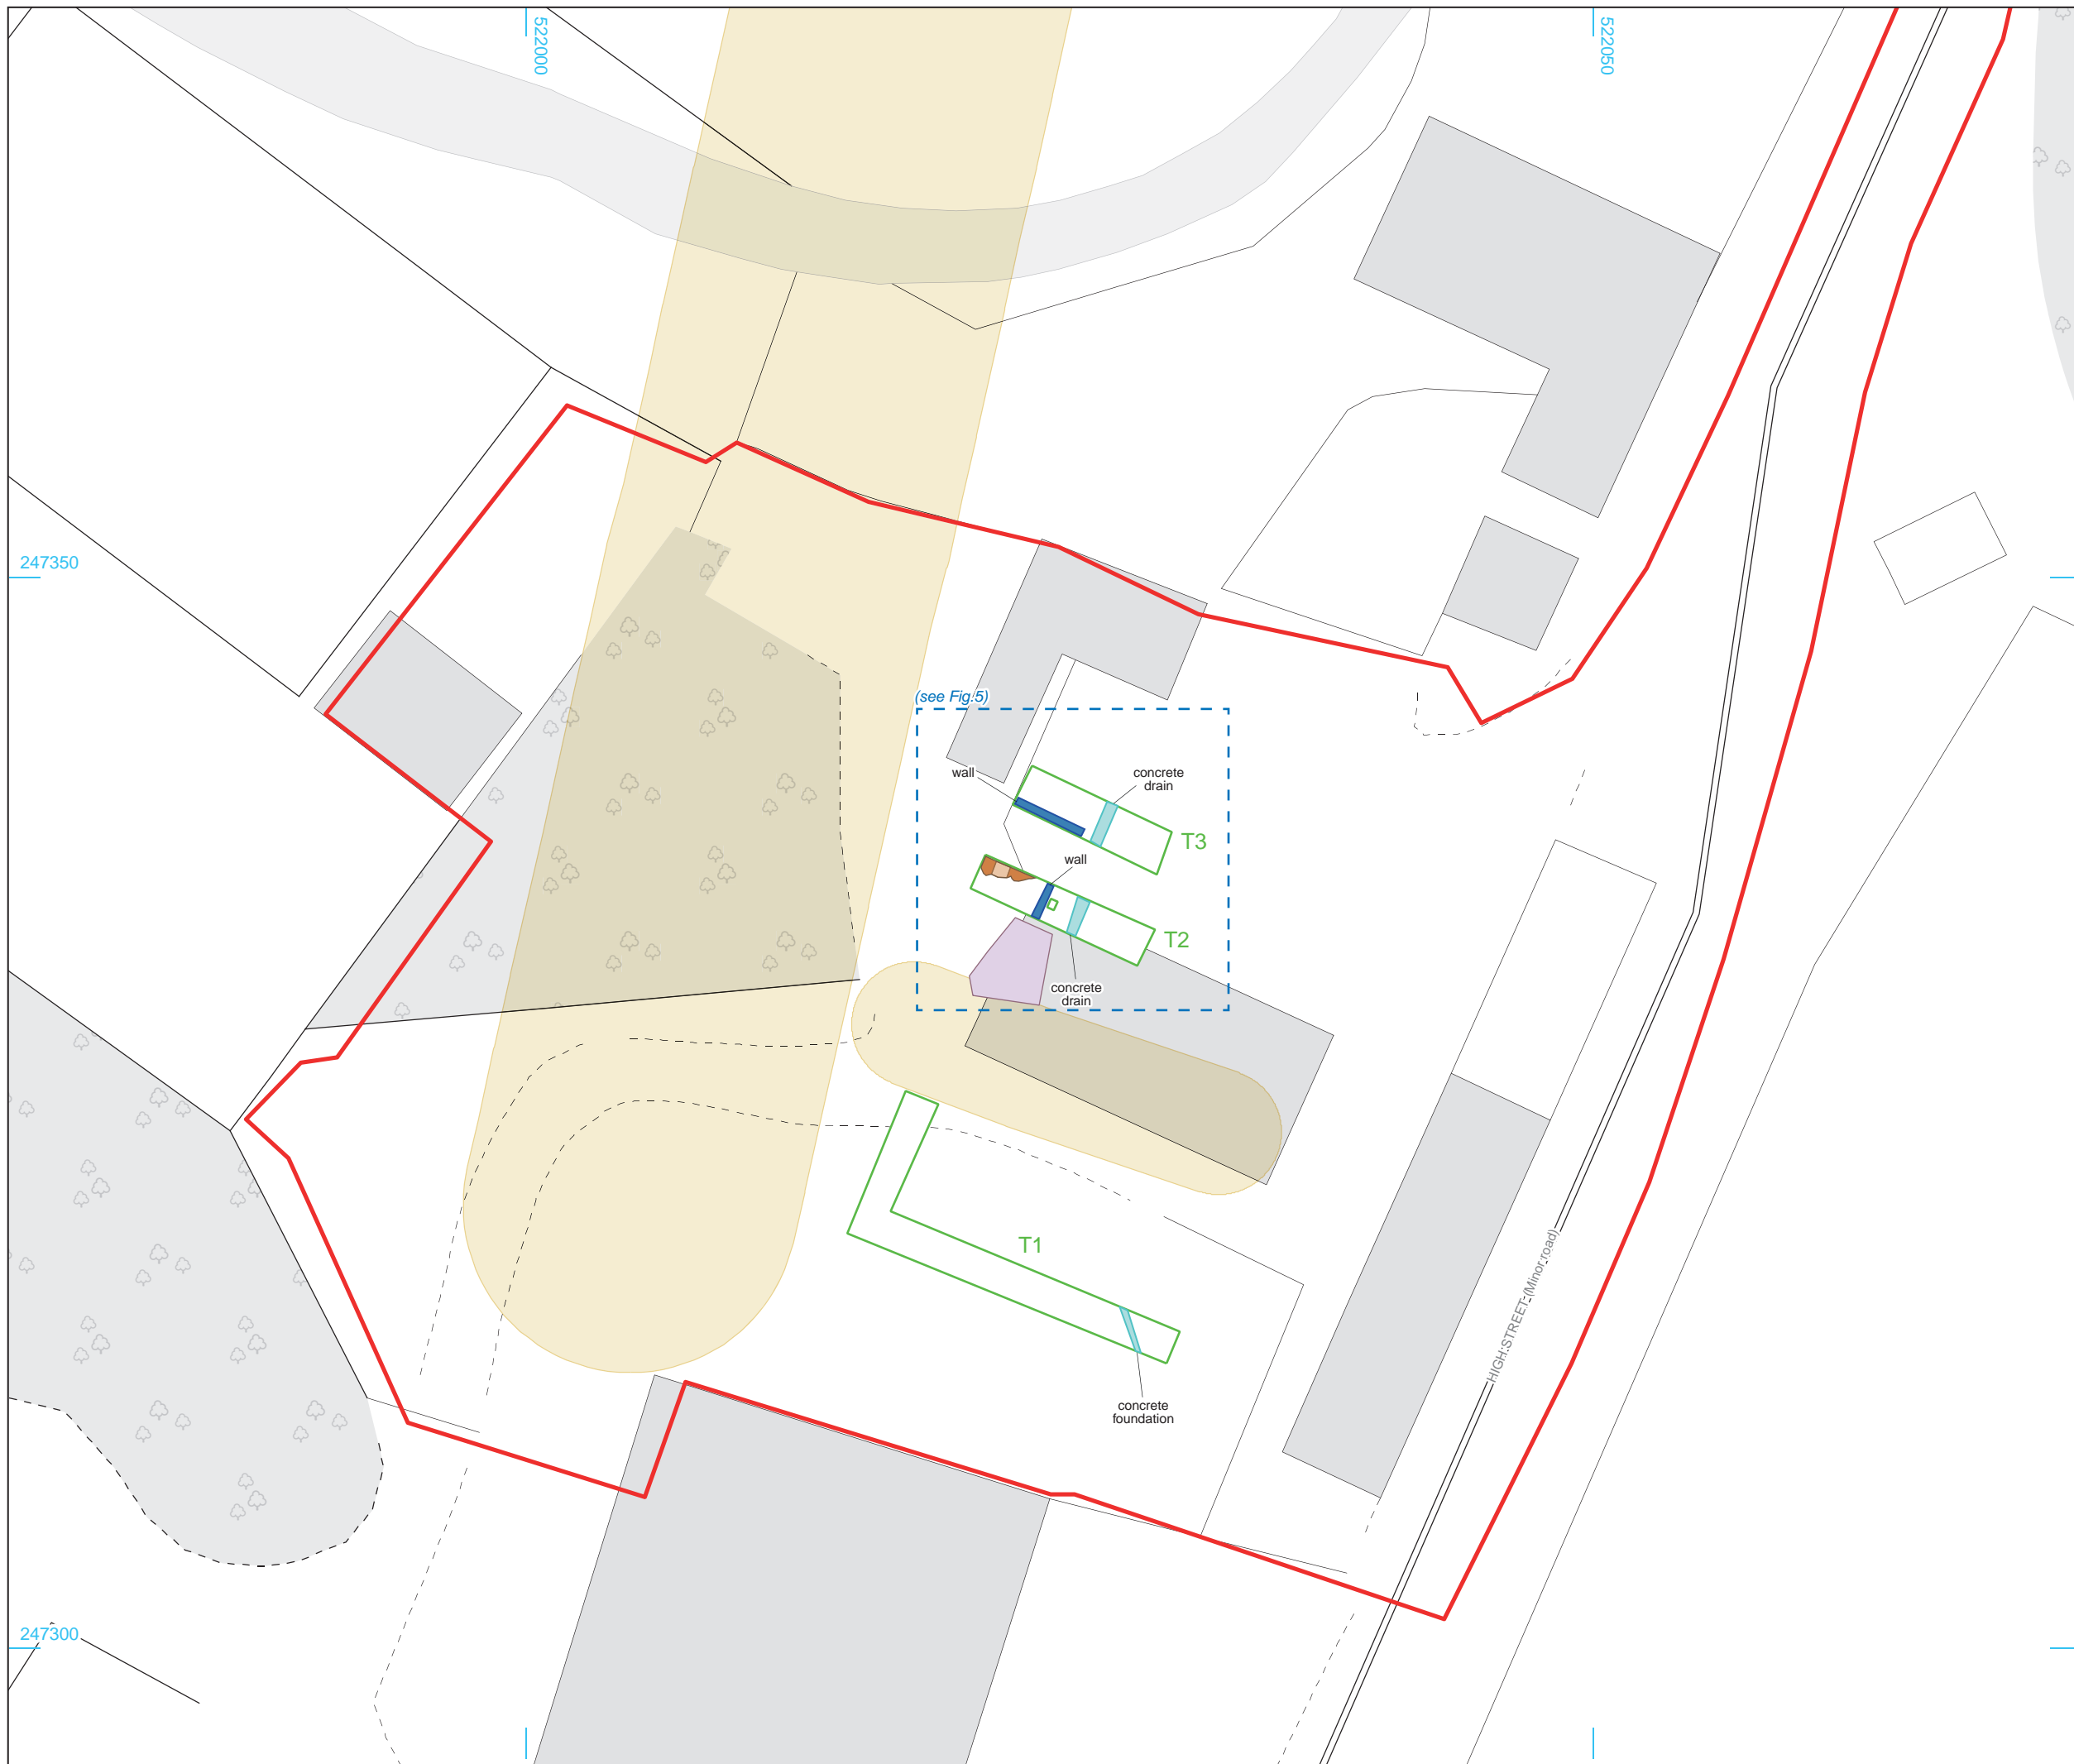 522000
522050
247350
(see Fig.5)
wall
concrete
drain
T3
wall
T2
concrete
drain
T1
HIGH STREET (Minor road)
concrete
foundation
247300